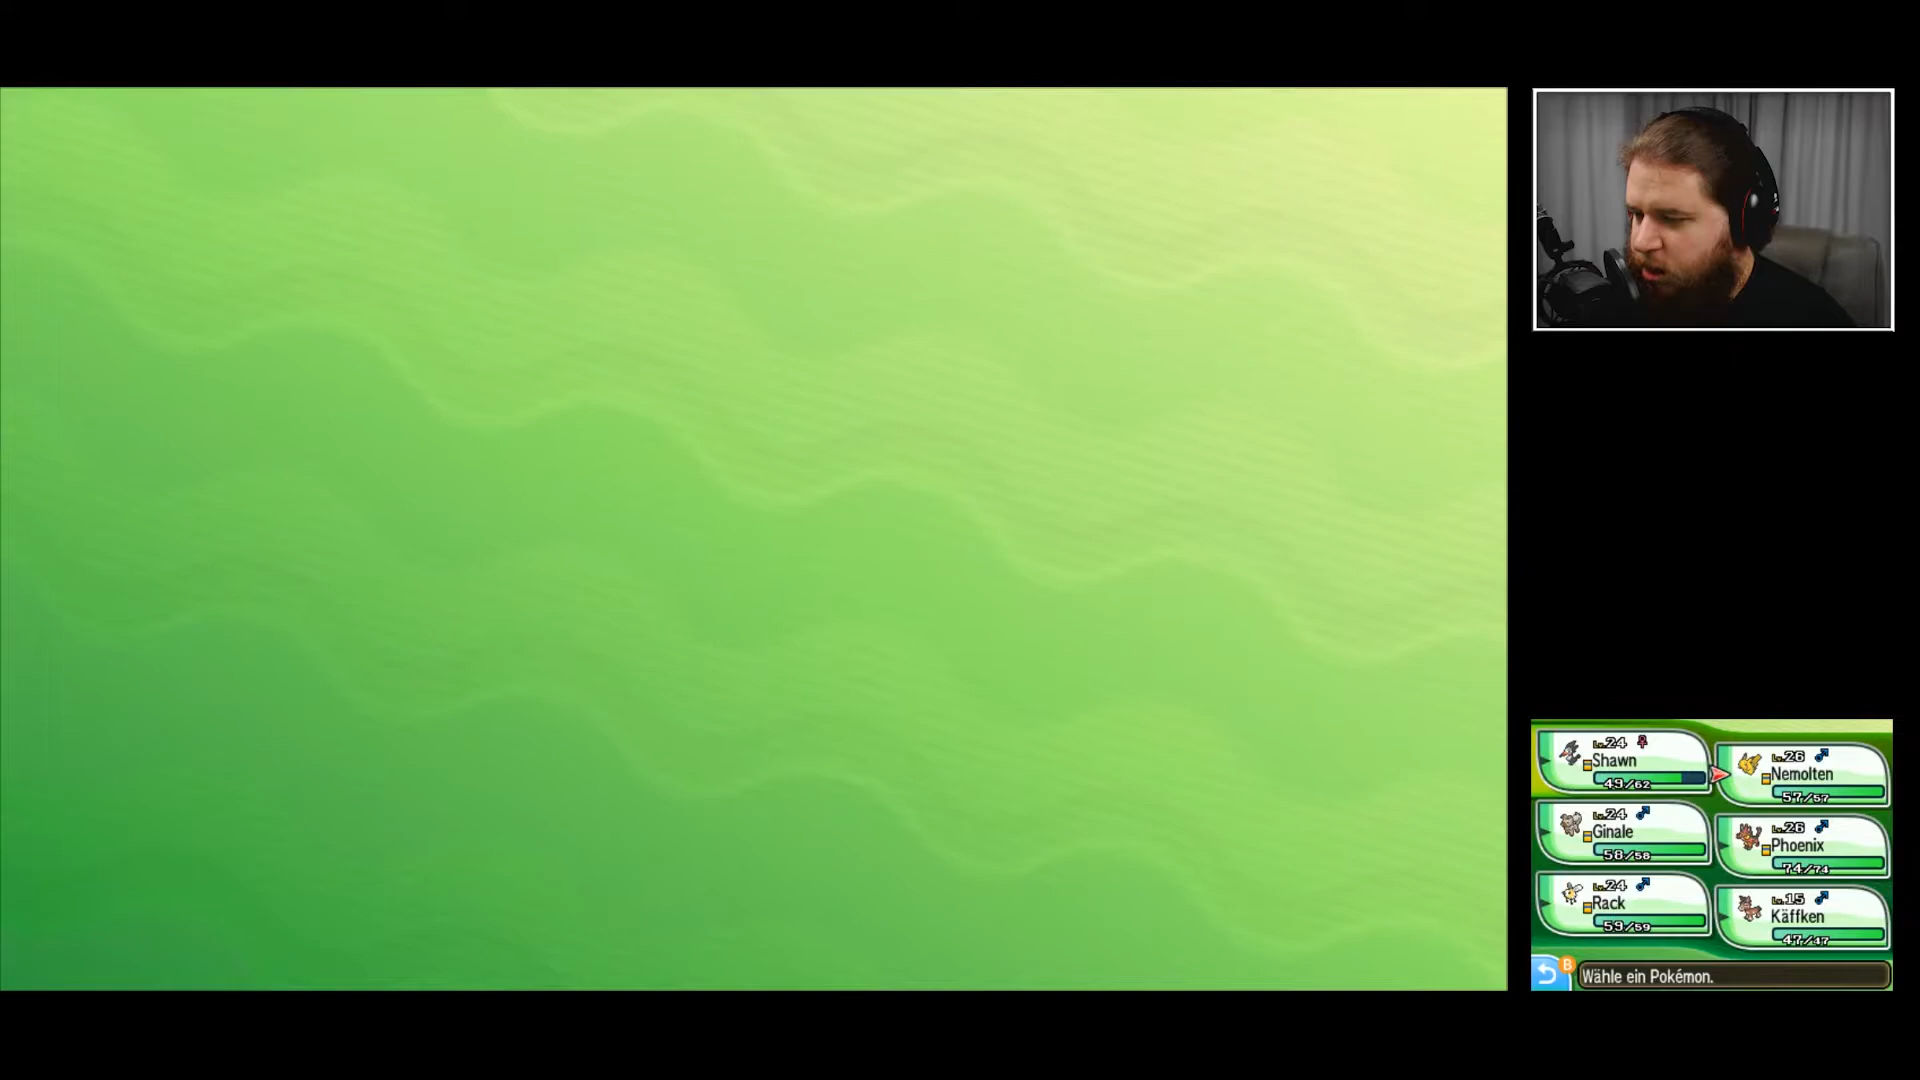 Lv.24
Shawn
49/62
Lv.26
Nemolten
57/57
Lv.24
Ginale
58/58
Lv.26
Phoenix
74/74
Lv.24
Rack
59/59
Lv.15
Käffken
47/47
B
Wähle ein Pokémon.